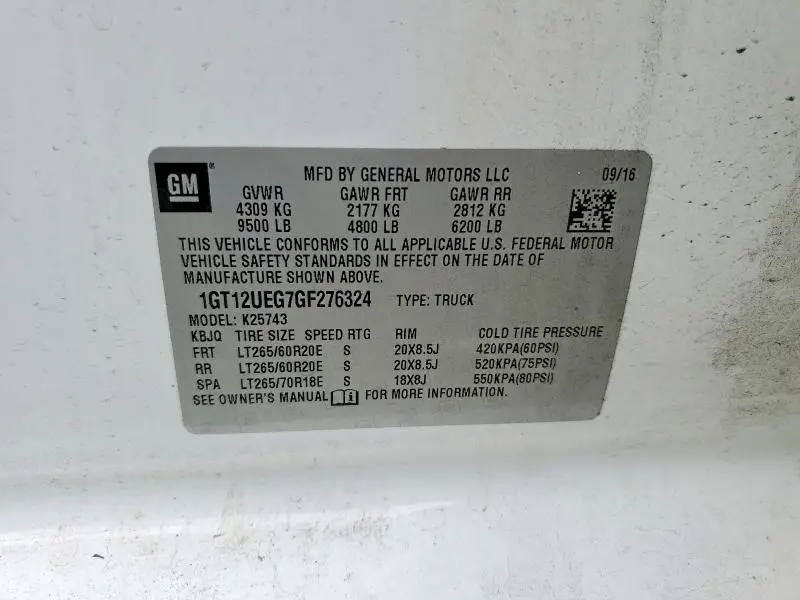 GM ® MFD BY GENERAL MOTORS LLC 09/16
GVWR GAWR FRT GAWR RR
4309 KG 2177 KG 2812 KG
9500 LB 4800 LB 6200 LB
THIS VEHICLE CONFORMS TO ALL APPLICABLE U.S. FEDERAL MOTOR
VEHICLE SAFETY STANDARDS IN EFFECT ON THE DATE OF
MANUFACTURE SHOWN ABOVE.
1GT12UEG7GF276324 TYPE: TRUCK
MODEL: K25743
KBJQ TIRE SIZE SPEED RTG RIM COLD TIRE PRESSURE
FRT LT265/60R20E S 20X8.5J 420KPA(60PSI)
RR LT265/60R20E S 20X8.5J 520KPA(75PSI)
SPA LT265/70R18E S 18X8J 550KPA(80PSI)
SEE OWNER'S MANUAL FOR MORE INFORMATION.